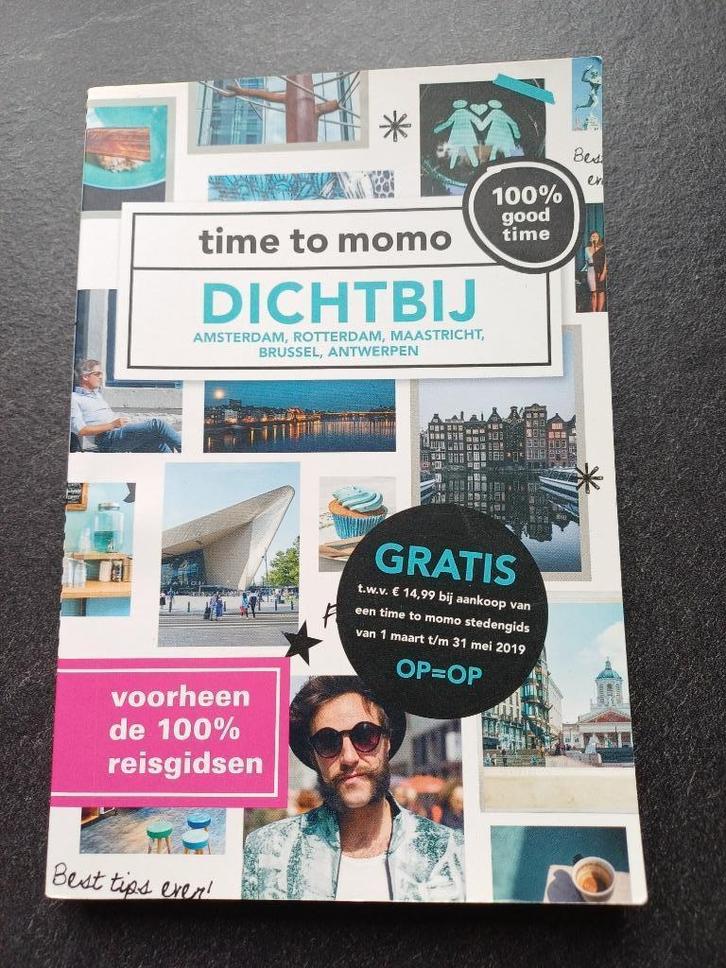 Bes
en
100%
good
time
time to momo
DICHTBIJ
AMSTERDAM, ROTTERDAM, MAASTRICHT,
BRUSSEL, ANTWERPEN
GRATIS
t.w.v. € 14,99 bij aankoop van
een time to momo stedengids
van 1 maart t/m 31 mei 2019
OP=OP
F
voorheen
de 100%
reisgidsen
Best tips ever!